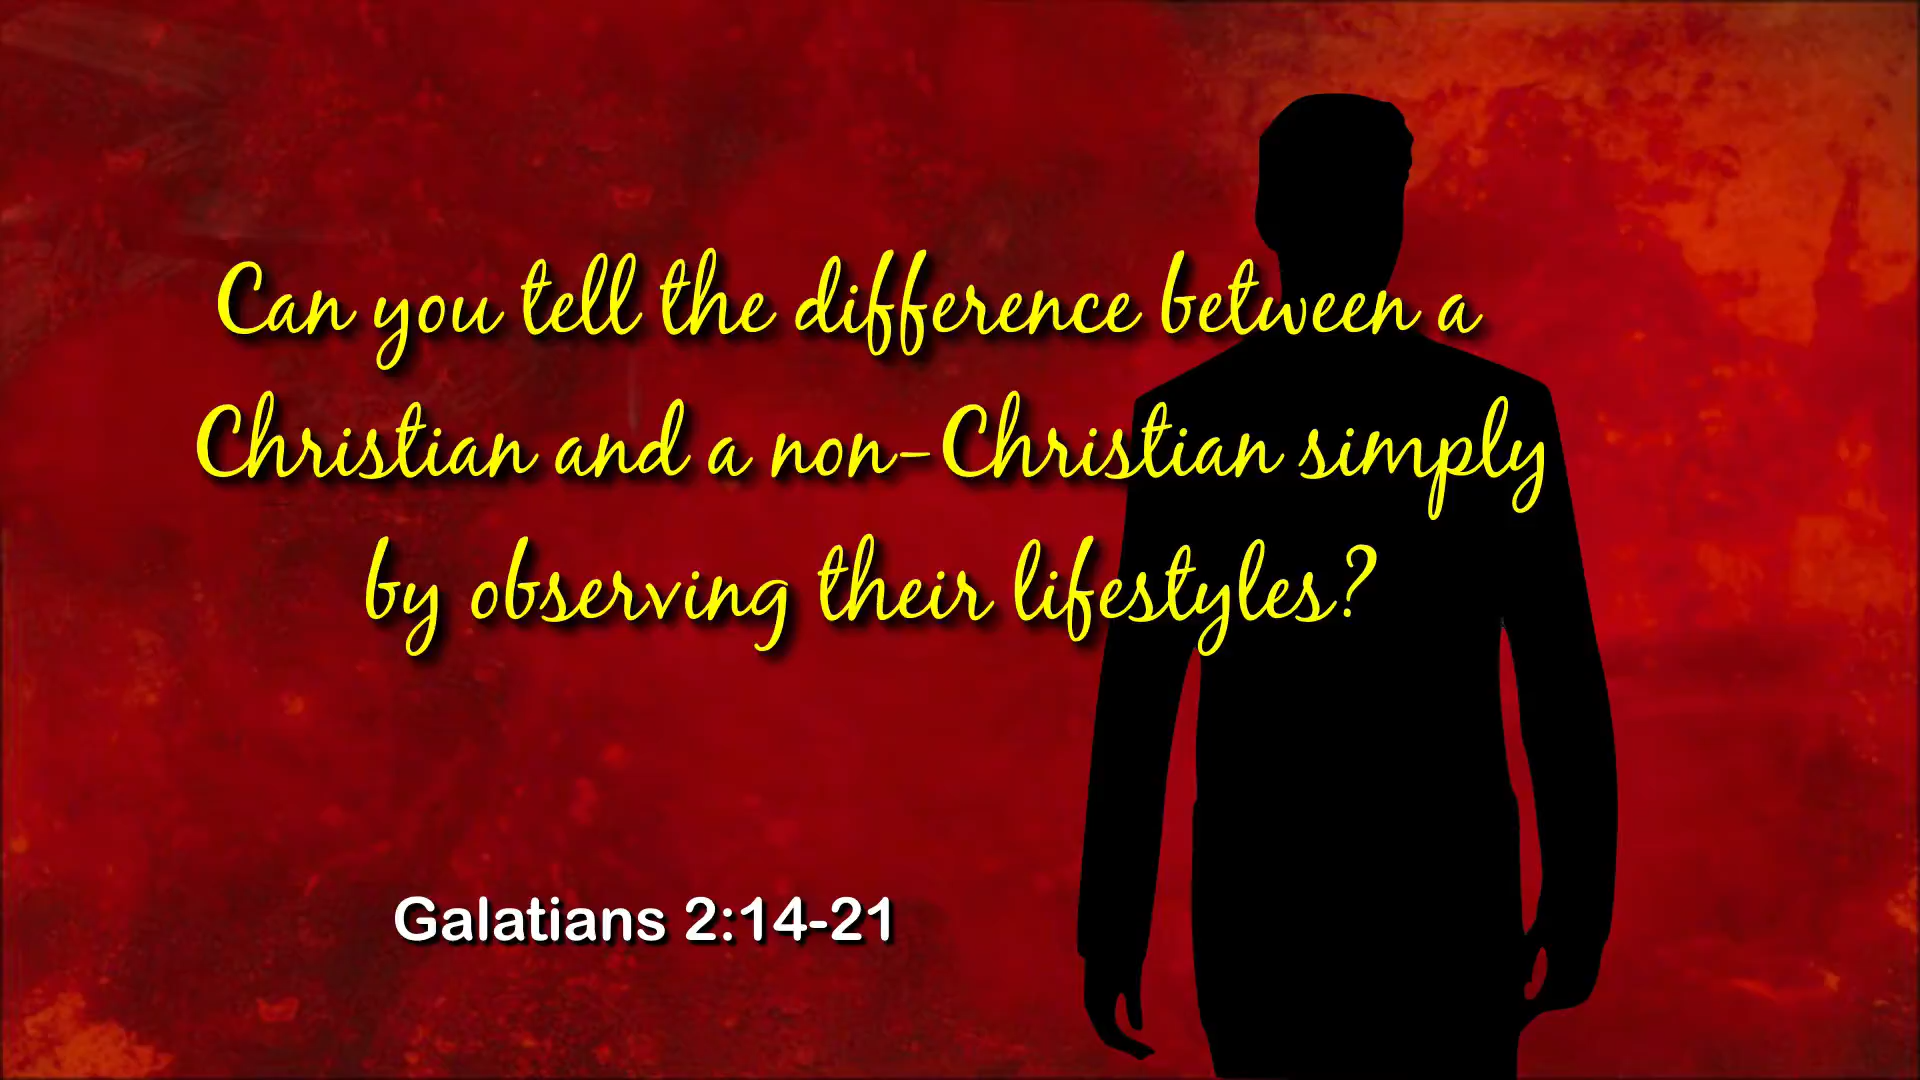 Can you tell the difference between a
Christian and a non-Christian simply
by observing their lifestyles?
Galatians 2:14-21